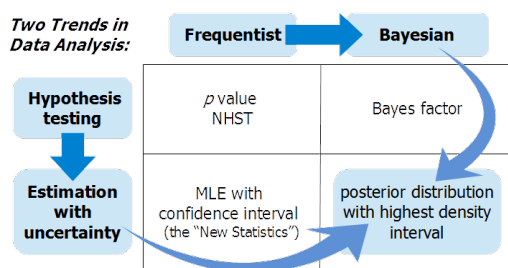 Two Trends in
Data Analysis:
Frequentist
Bayesian
Hypothesis
testing
p value
NHST
Bayes factor
Estimation
with
uncertainty
MLE with
confidence interval
(the “New Statistics”)
posterior distribution
with highest density
interval